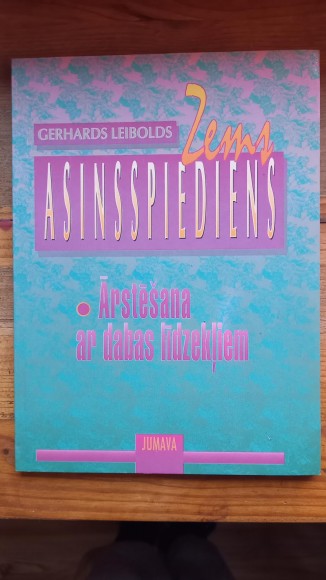 GERHARDS LEIBOLDS
Zems
ASINSSPIEDIENS
• Ārstēšana
ar dabas līdzekļiem
JUMAVA